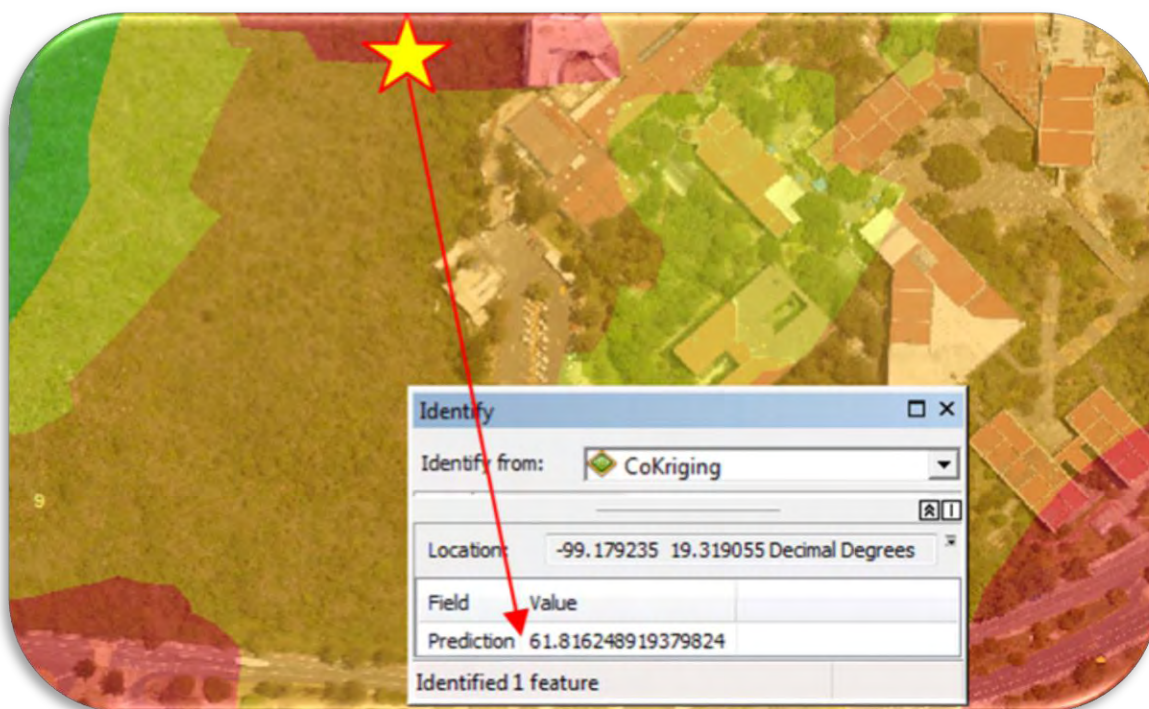 9
Identify
Identify from: CoKriging
Location: -99.179235 19.319055 Decimal Degrees
Field Value
Prediction 61.816248919379824
Identified 1 feature